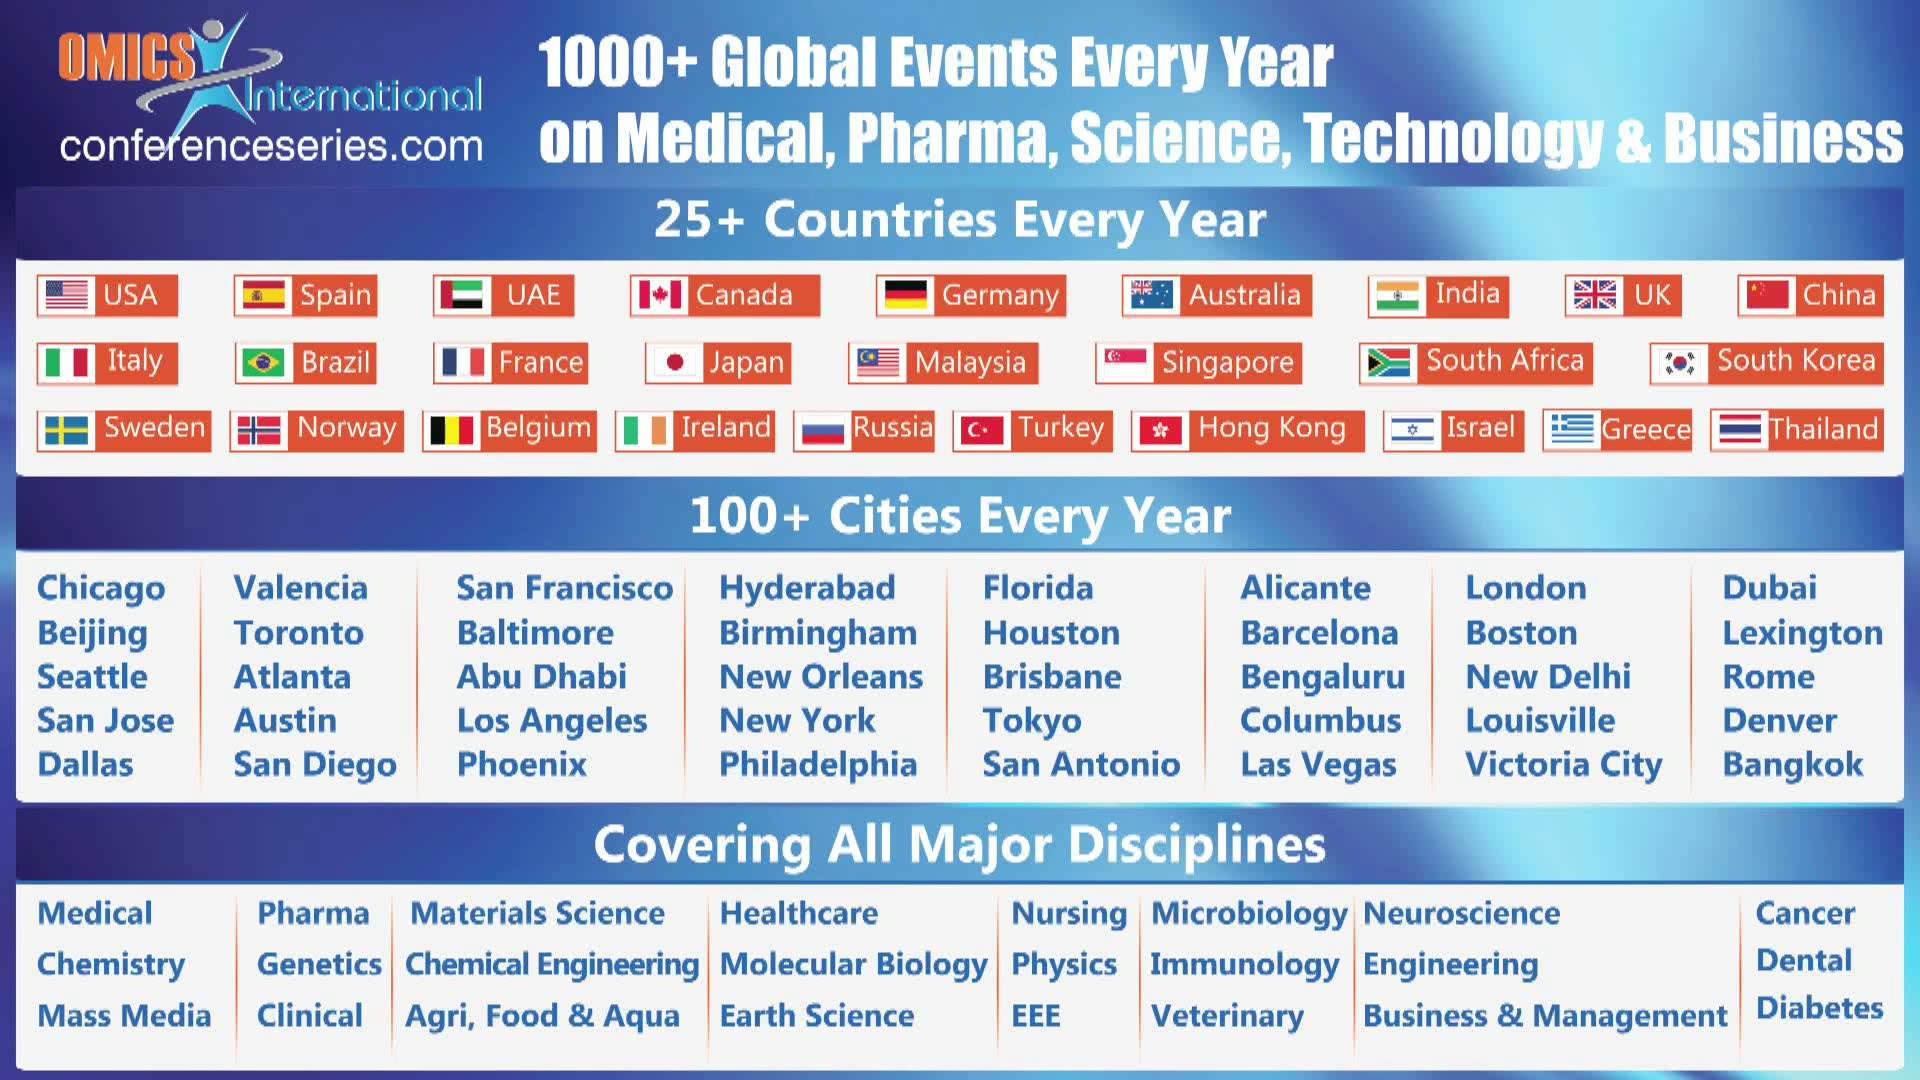 OMICS
International
conferenceseries.com
1000+ Global Events Every Year
on Medical, Pharma, Science, Technology & Business
25+ Countries Every Year
USA Spain UAE Canada Germany Australia India UK China
Italy Brazil France Japan Malaysia Singapore South Africa South Korea
Sweden Norway Belgium Ireland Russia Turkey Hong Kong Israel Greece Thailand
100+ Cities Every Year
Chicago Valencia San Francisco Hyderabad Florida Alicante London Dubai
Beijing Toronto Baltimore Birmingham Houston Barcelona Boston Lexington
Seattle Atlanta Abu Dhabi New Orleans Brisbane Bengaluru New Delhi Rome
San Jose Austin Los Angeles New York Tokyo Columbus Louisville Denver
Dallas San Diego Phoenix Philadelphia San Antonio Las Vegas Victoria City Bangkok
Covering All Major Disciplines
Medical Pharma Materials Science Healthcare Nursing Microbiology Neuroscience Cancer
Chemistry Genetics Chemical Engineering Molecular Biology Physics Immunology Engineering Dental
Mass Media Clinical Agri, Food & Aqua Earth Science EEE Veterinary Business & Management Diabetes